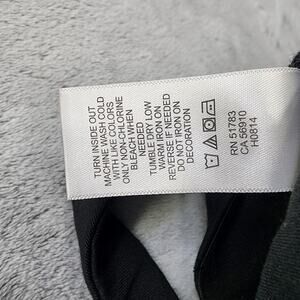 TURN INSIDE OUT
MACHINE WASH COLD
WITH LIKE COLORS
ONLY NON-CHLORINE
BLEACH WHEN
NEEDED
TUMBLE DRY LOW
WARM IRON ON
REVERSE IF NEEDED
DO NOT IRON ON
DECORATION
RN 51783
CA 56910
H0814